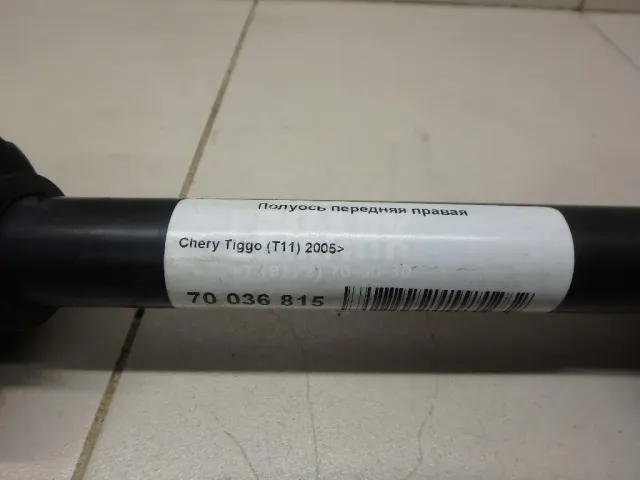 Полуось передняя правая
Chery Tiggo (T11) 2005>
70 036 815